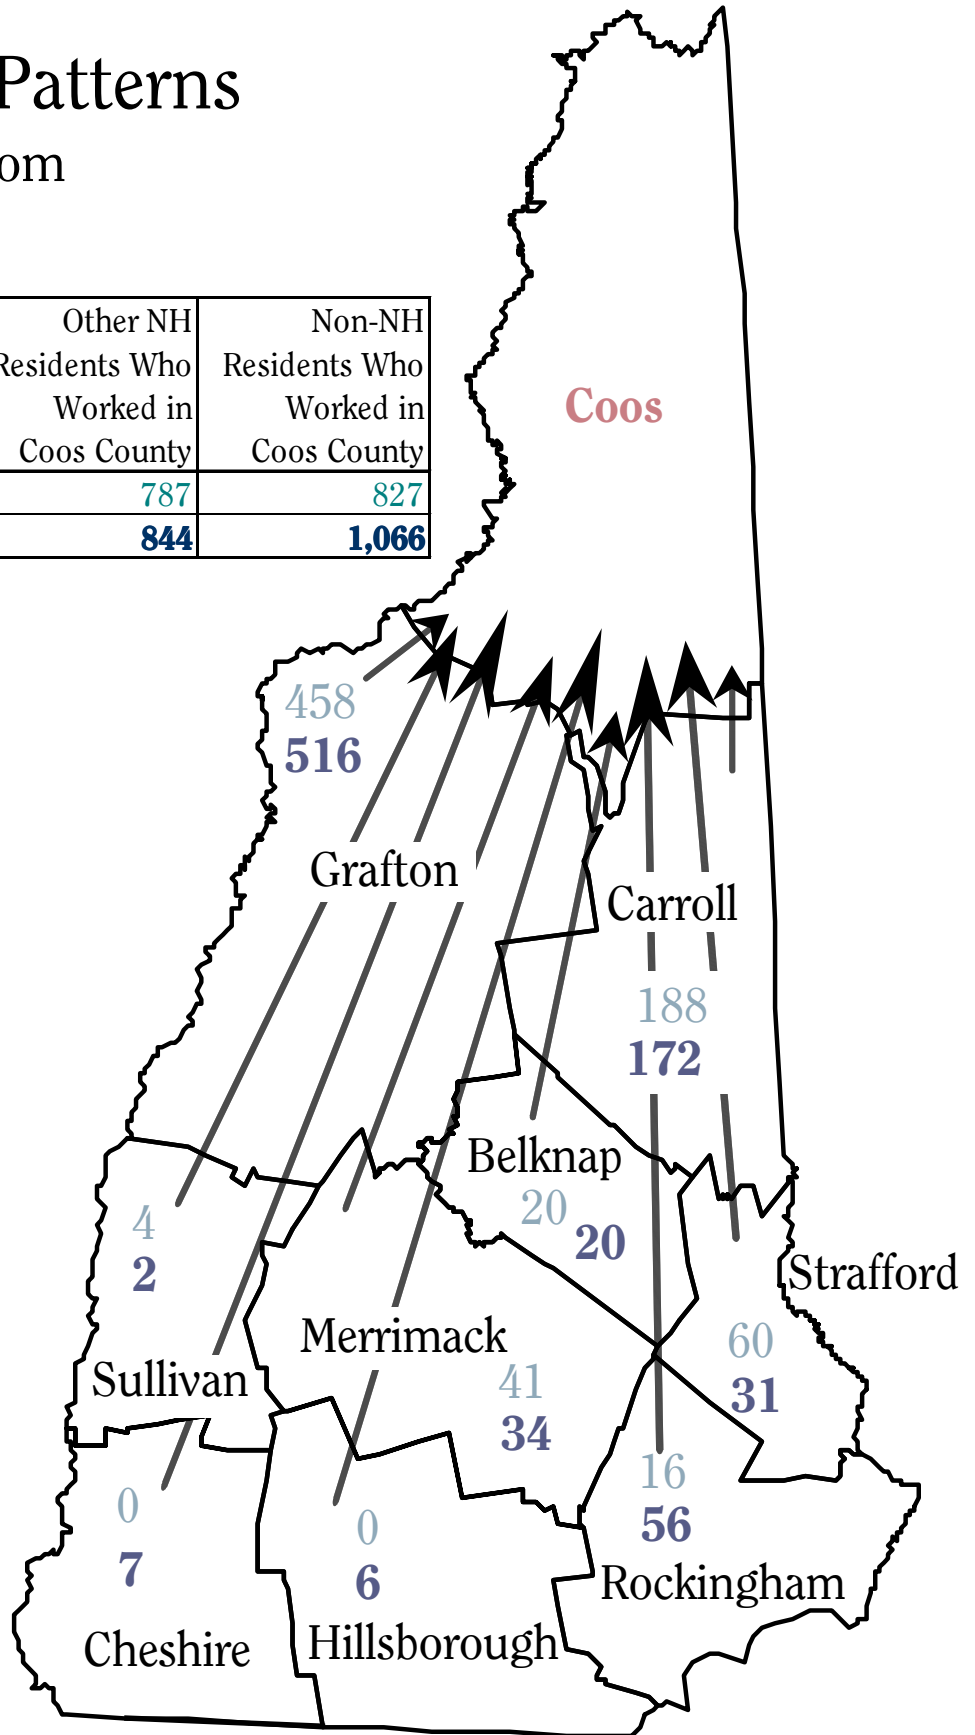 Patterns
om
Other NH
Residents Who
Worked in
Coos County
Non-NH
Residents Who
Worked in
Coos County
787
827
844
1,066
Coos
458
516
Grafton
Carroll
188
172
Belknap
20
20
4
2
Strafford
Merrimack
60
31
Sullivan
41
34
16
56
0
7
0
6
Rockingham
Cheshire
Hillsborough